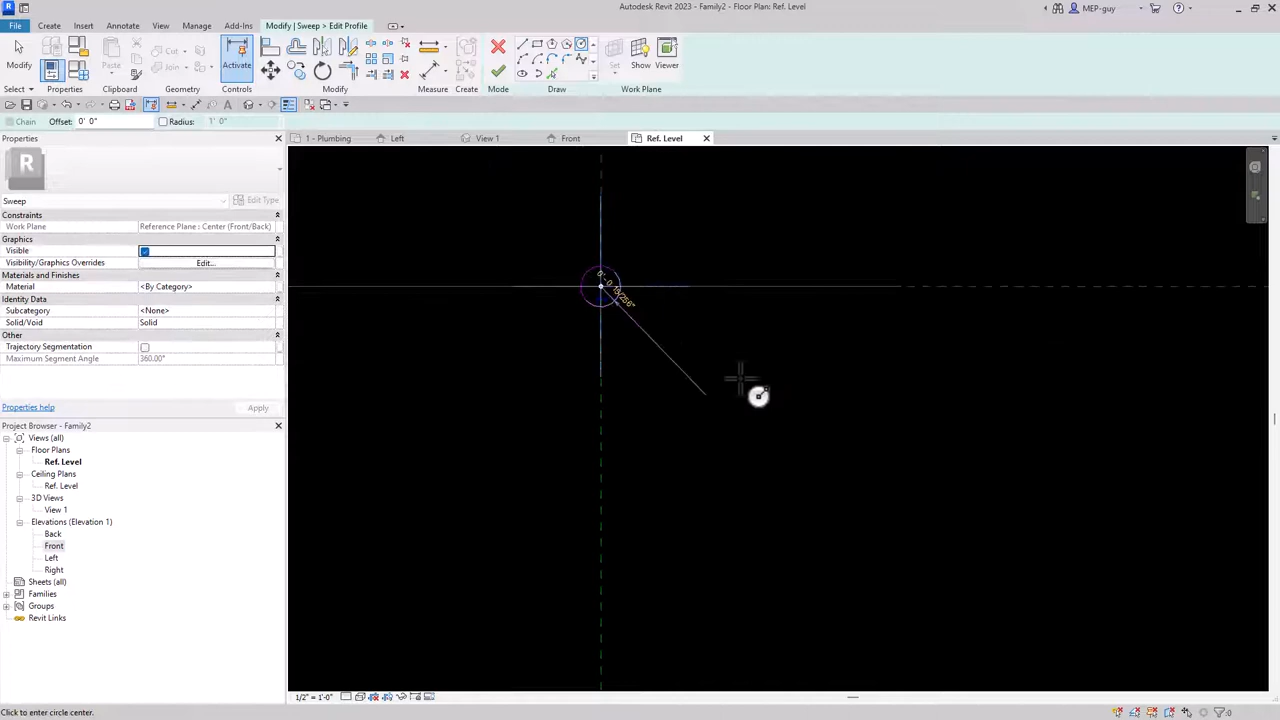 Autodesk Revit 2023 - Family2 - Floor Plan: Ref. Level
MEP-guy
File Create Insert Annotate View Manage Add-Ins Modify | Sweep > Edit Profile
Modify
Paste
Cut
Join
Activate
Set
Show
Viewer
Select
Properties
Clipboard
Geometry
Controls
Modify
Measure
Create
Mode
Draw
Work Plane
Chain Offset: 0' 0" Radius: 1' 0"
Properties
1 - Plumbing Left View 1 Front Ref. Level
R
Sweep
Edit Type
Constraints
Work Plane Reference Plane : Center (Front/Back)
Graphics
Visible
Visibility/Graphics Overrides Edit...
Materials and Finishes
Material <By Category>
Identity Data
Subcategory <None>
Solid/Void Solid
Other
Trajectory Segmentation
Maximum Segment Angle 360.00°
Properties help
Apply
Project Browser - Family2
Views (all)
Floor Plans
Ref. Level
Ceiling Plans
Ref. Level
3D Views
View 1
Elevations (Elevation 1)
Back
Front
Left
Right
Sheets (all)
Families
Groups
Revit Links
1/2" = 1'-0"
Click to enter circle center.
:0